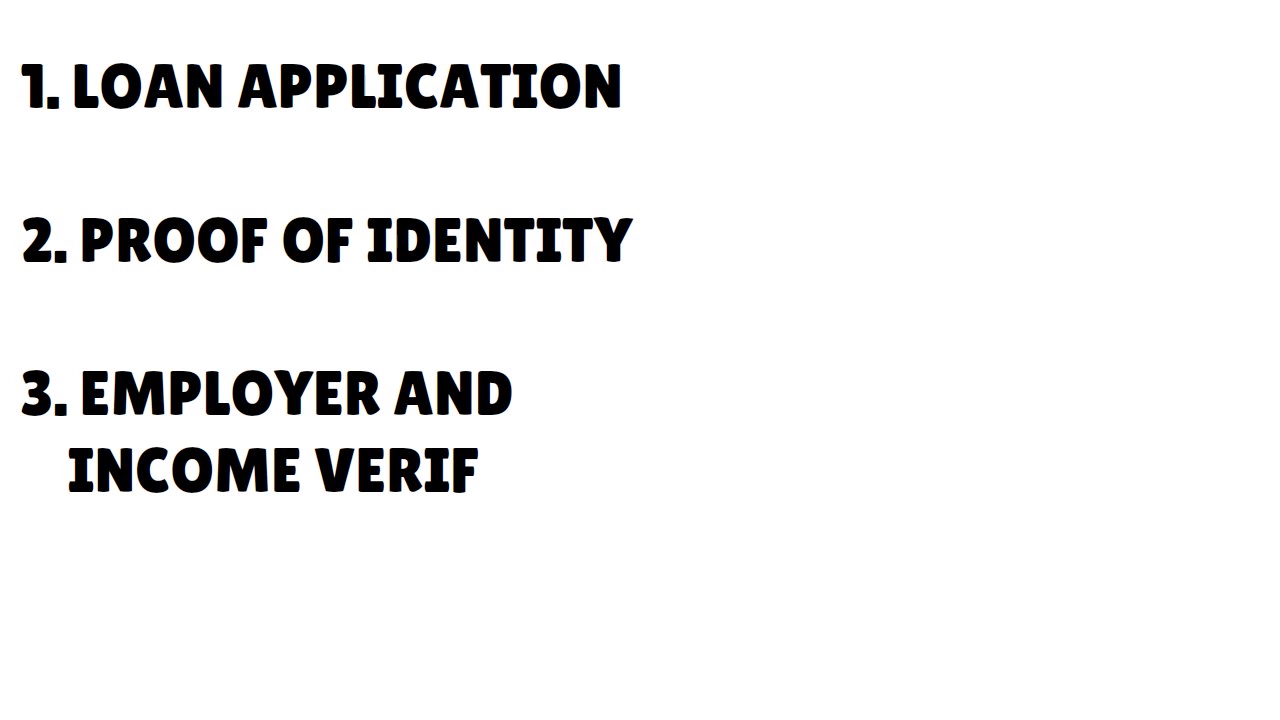 1. LOAN APPLICATION
2. PROOF OF IDENTITY
3. EMPLOYER AND
INCOME VERIF